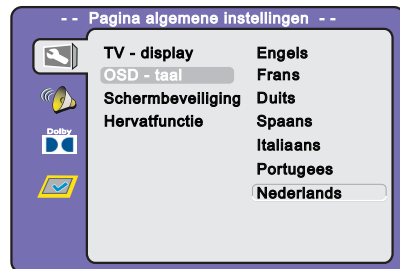 - - Pagina algemene instellingen - -
TV - display
OSD - taal
Schermbeveiliging
Hervatfunctie
Engels
Frans
Duits
Spaans
Italiaans
Portugees
Nederlands
Dolby